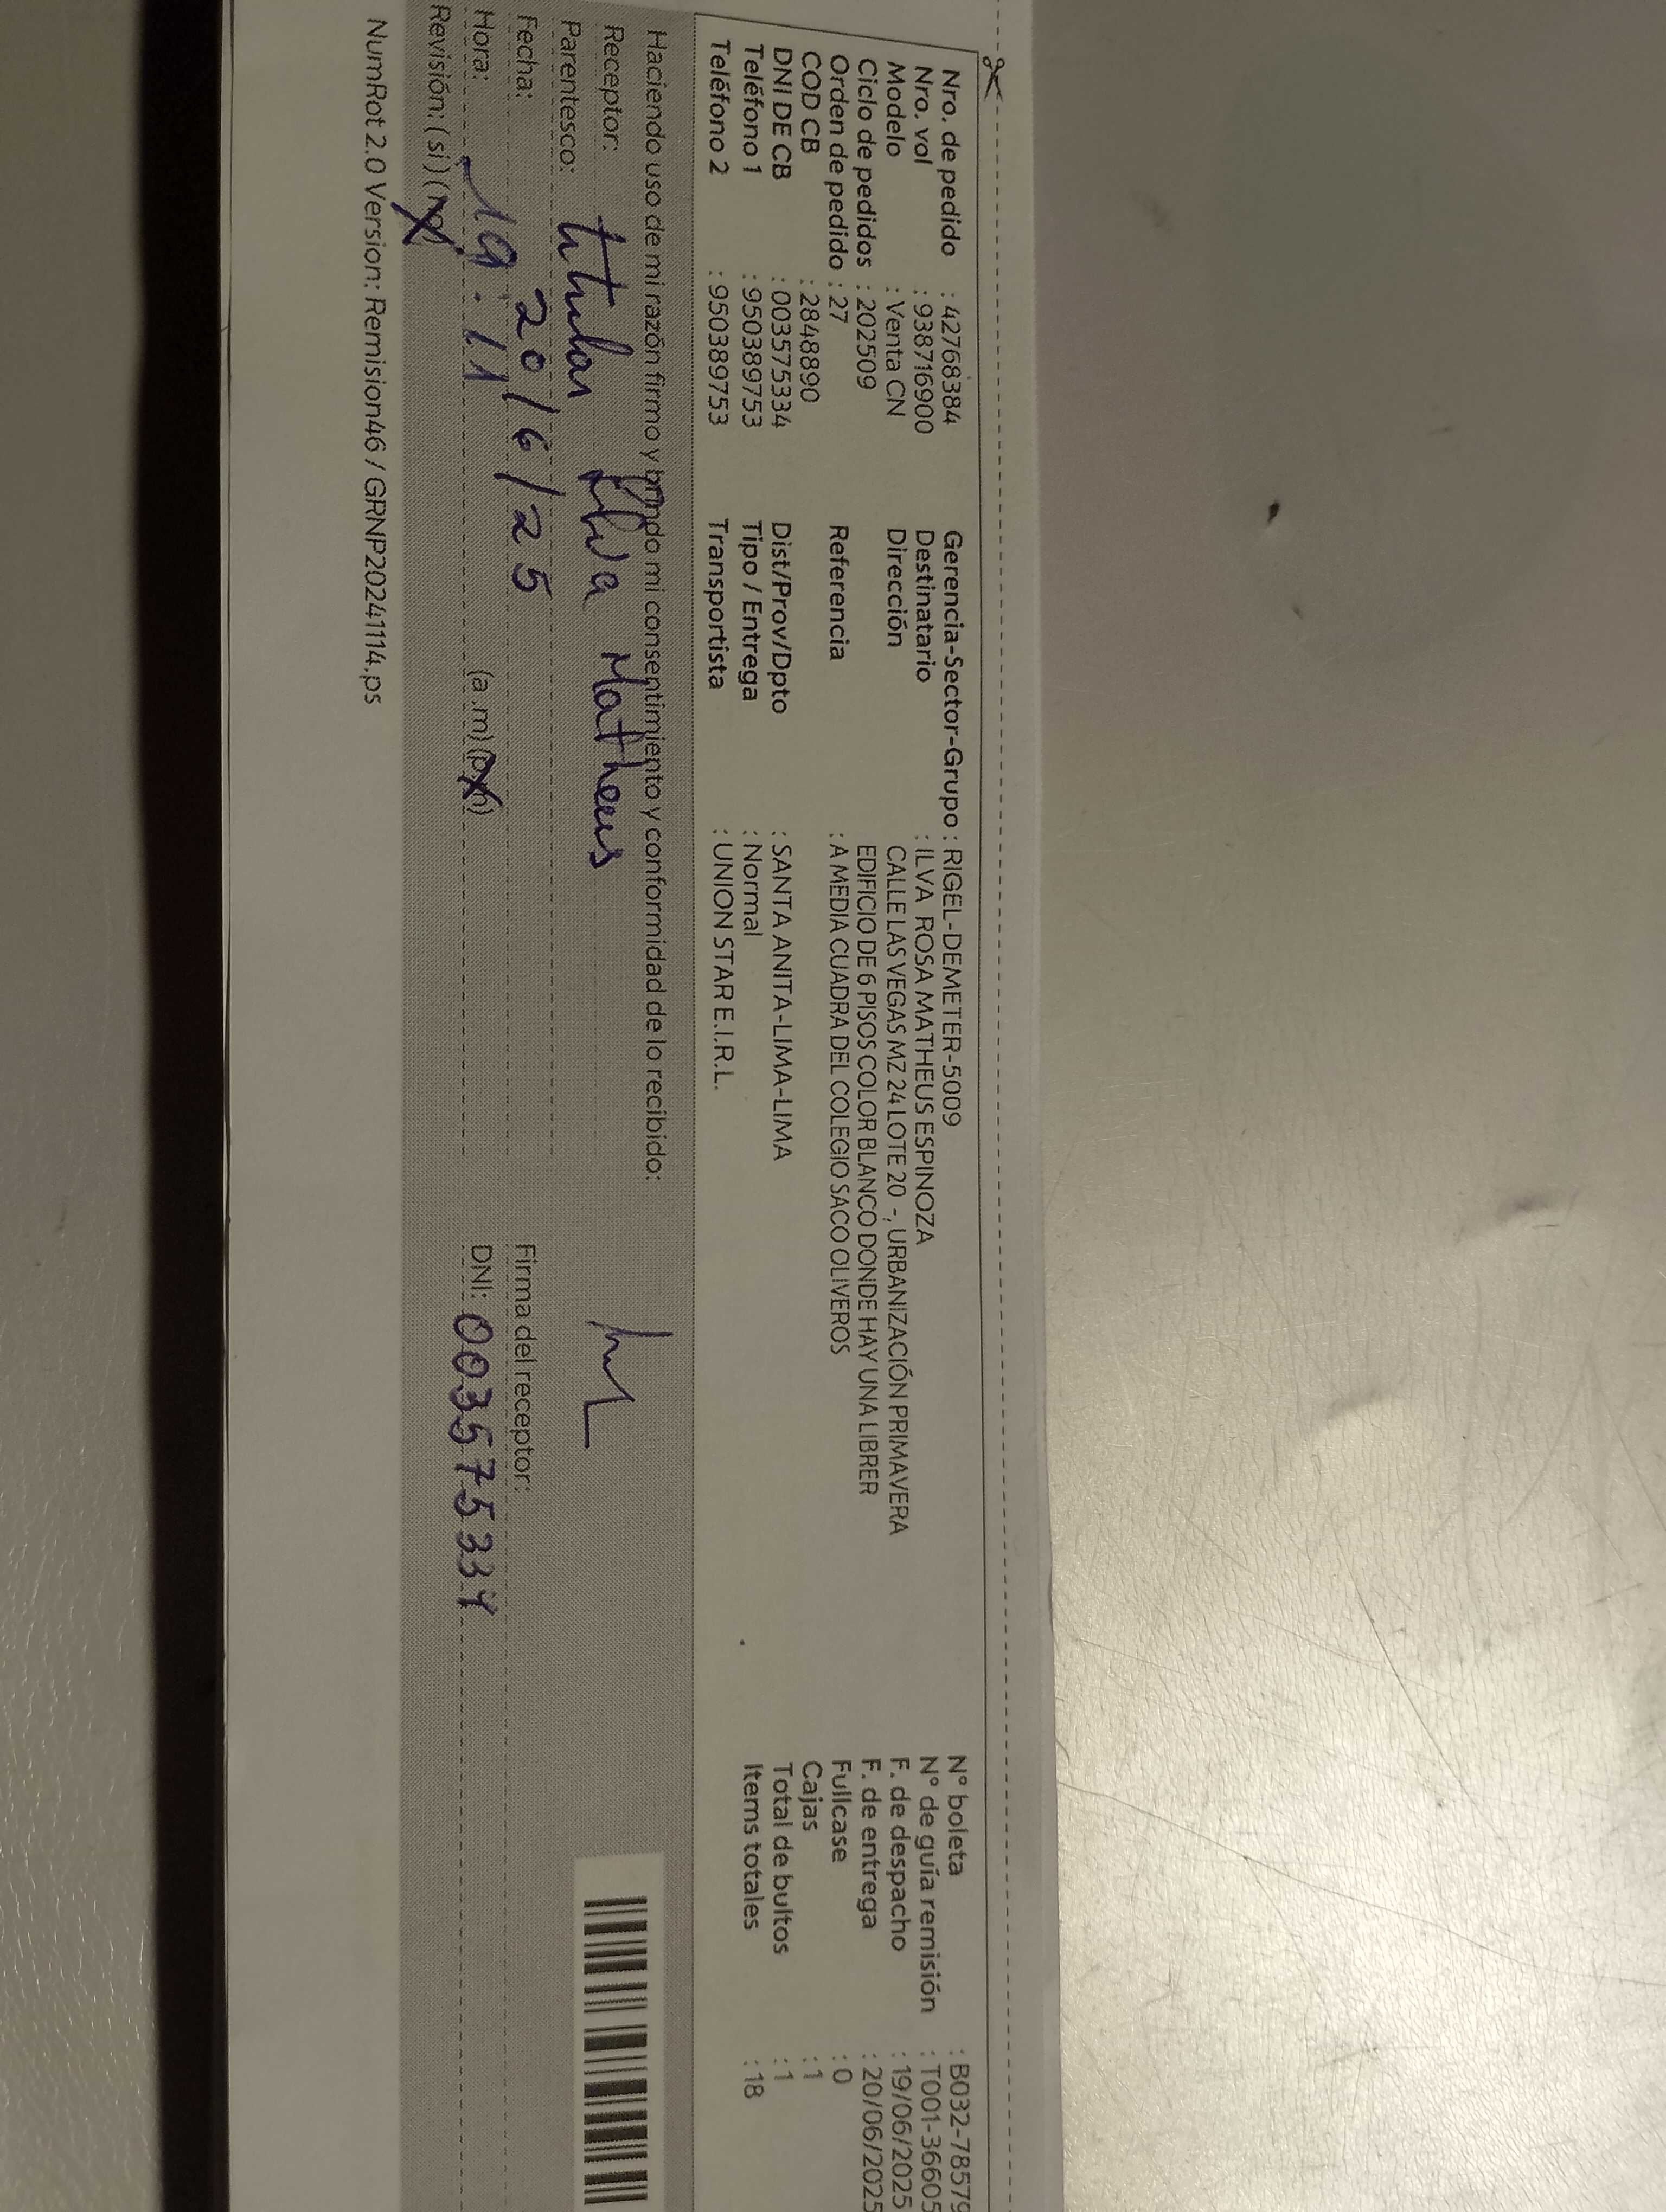 Nro. de pedido : 42768384 Gerencia-Sector-Grupo : RIGEL-DEMETER-5009 N° boleta : B032-78579
Nro. vol : 938716900 Destinatario : ILVA ROSA MATHEUS ESPINOZA N° de guía remisión : T001-36605
Modelo : Venta CN Dirección CALLE LAS VEGAS MZ 24 LOTE 20 -, URBANIZACIÓN PRIMAVERA F. de despacho : 19/06/2025
Ciclo de pedidos : 202509 EDIFICIO DE 6 PISOS COLOR BLANCO DONDE HAY UNA LIBRER F. de entrega : 20/06/2025
Orden de pedido : 27 Referencia : A MEDIA CUADRA DEL COLEGIO SACO OLIVEROS Fullcase : 0
COD CB : 2848890 Cajas : 1
DNI DE CB : 003575334 Dist/Prov/Dpto : SANTA ANITA-LIMA-LIMA Total de bultos : 1
Teléfono 1 : 950389753 Tipo / Entrega : Normal Items totales : 18
Teléfono 2 : 950389753 Transportista : UNION STAR E.I.R.L.
Haciendo uso de mi razón firmo y brindo mi consentimiento y conformidad de lo recibido:
Receptor: Ilva Matheus
Parentesco: titular
Fecha: 20/6/25 Firma del receptor:
Hora: 19:11 (a.m) (p.m) DNI: 003575334
Revisión: (si) (no)
NumRot 2.0 Version: Remision46 / GRNP20241114.ps